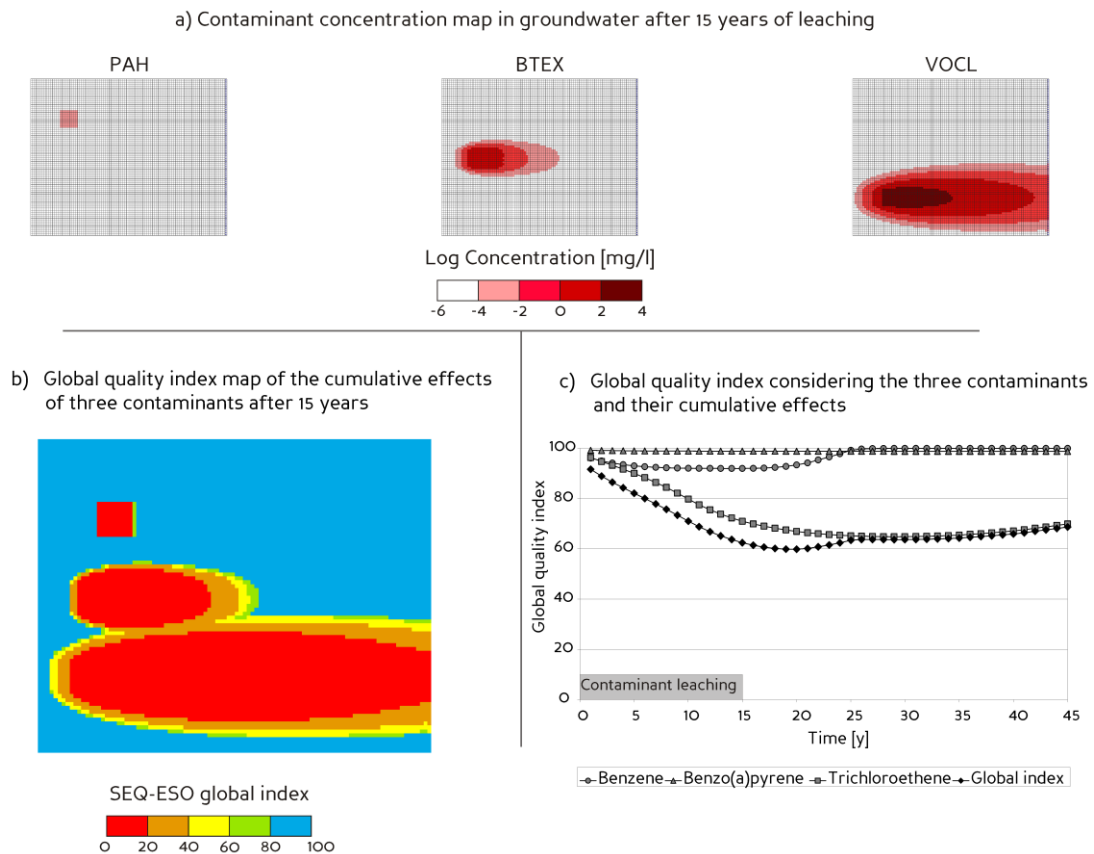 a) Contaminant concentration map in groundwater after 15 years of leaching
PAH
BTEX
VOCL
Log Concentration [mg/l]
-6 -4 -2 0 2 4
b) Global quality index map of the cumulative effects
of three contaminants after 15 years
SEQ-ESO global index
0 20 40 60 80 100
c) Global quality index considering the three contaminants
and their cumulative effects
Global quality index
100
80
60
40
20
0
Contaminant leaching
0 5 10 15 20 25 30 35 40 45
Time [y]
Benzene Benzo(a)pyrene Trichloroethene Global index